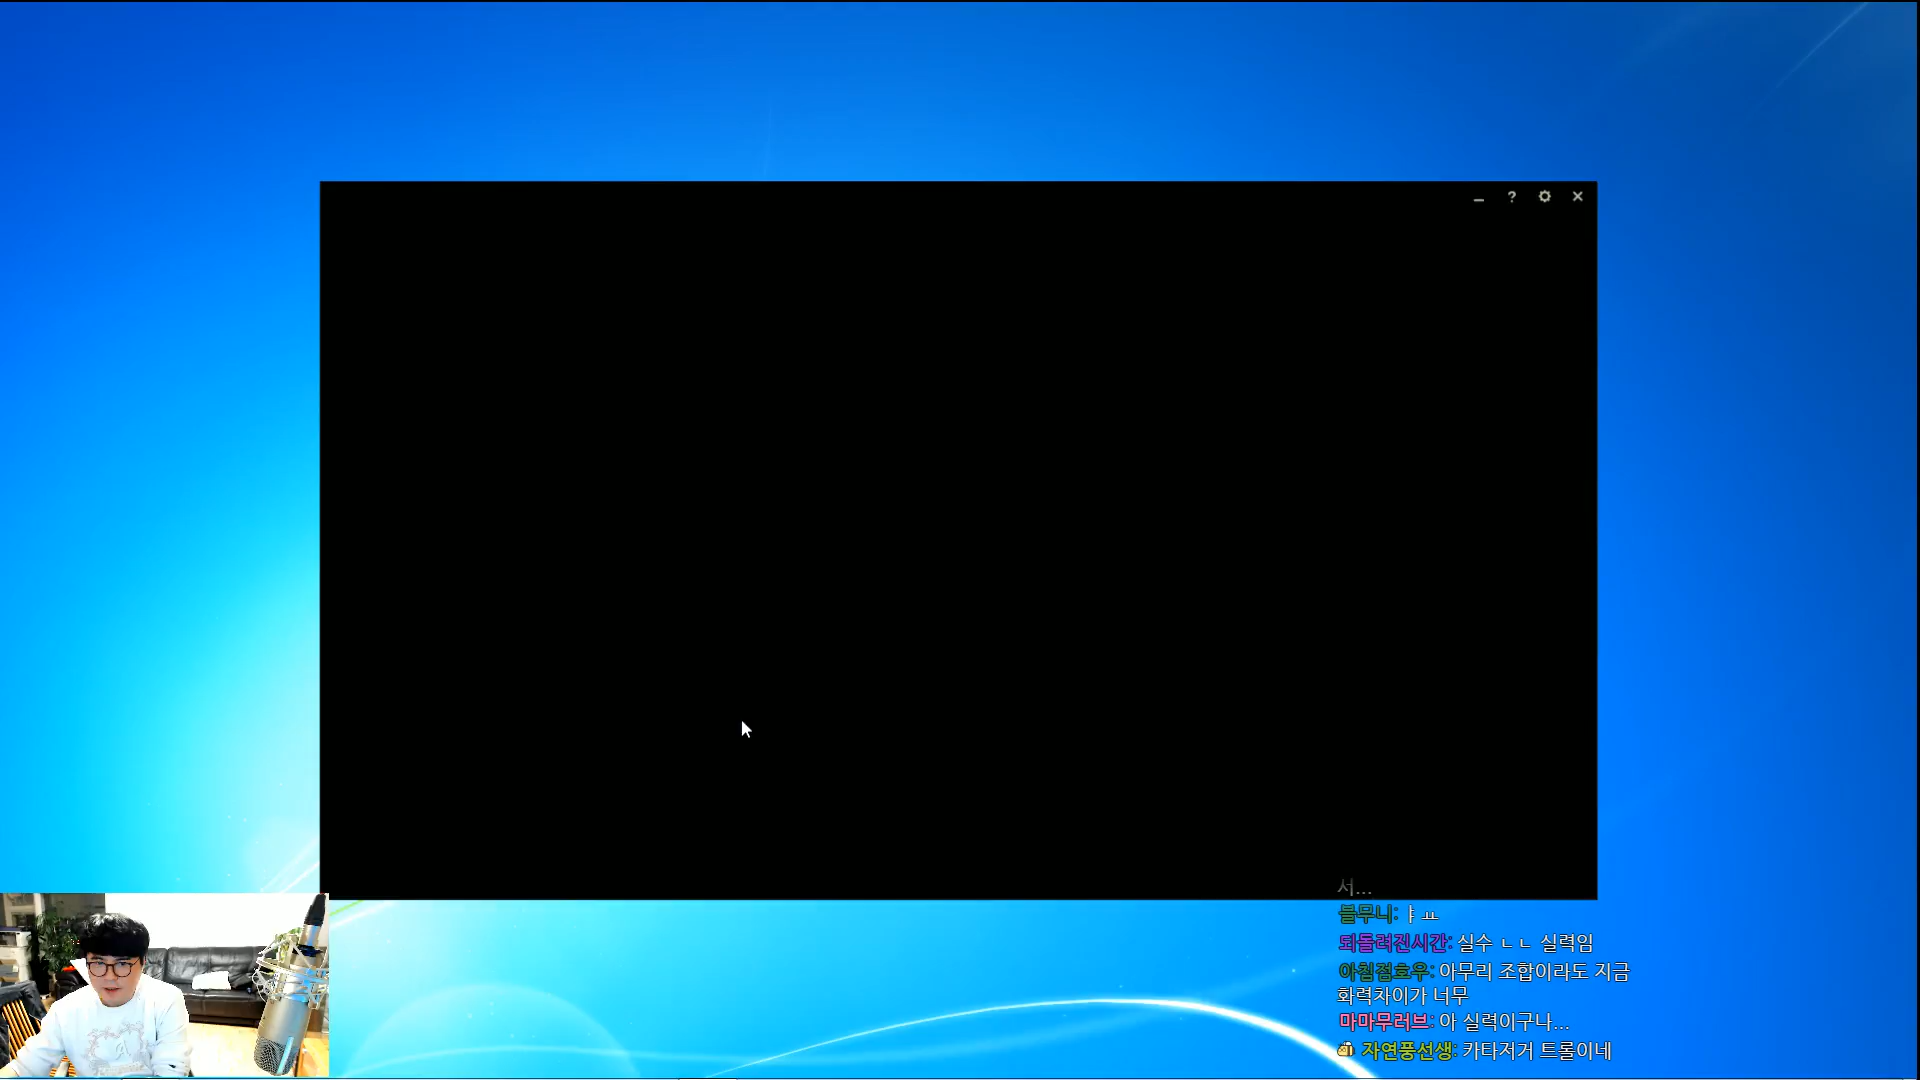 서...
블무니: ㅑㅛ
되돌려진시간: 실수 ㄴㄴ 실력임
아침점호우: 아무리 조합이라도 지금
화력차이가 너무
마마무러브: 아 실력이구나...
자연풍선생: 카타저거 트롤이네